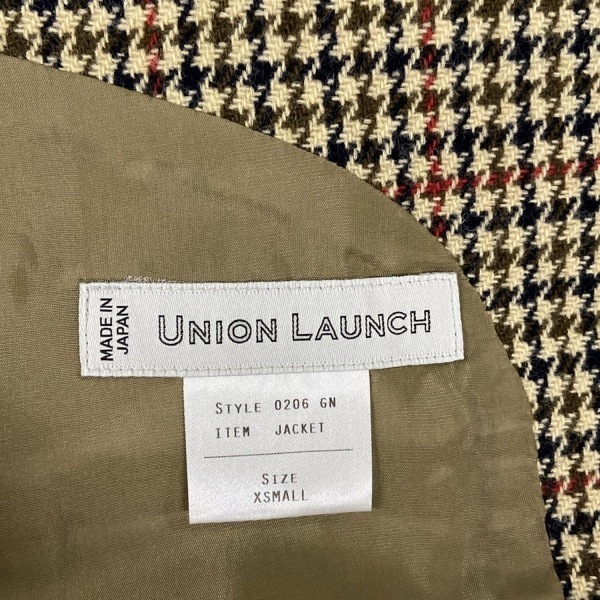 MADE IN
JAPAN
UNION LAUNCH
STYLE 0206 GN
ITEM JACKET
SIZE
XSMALL